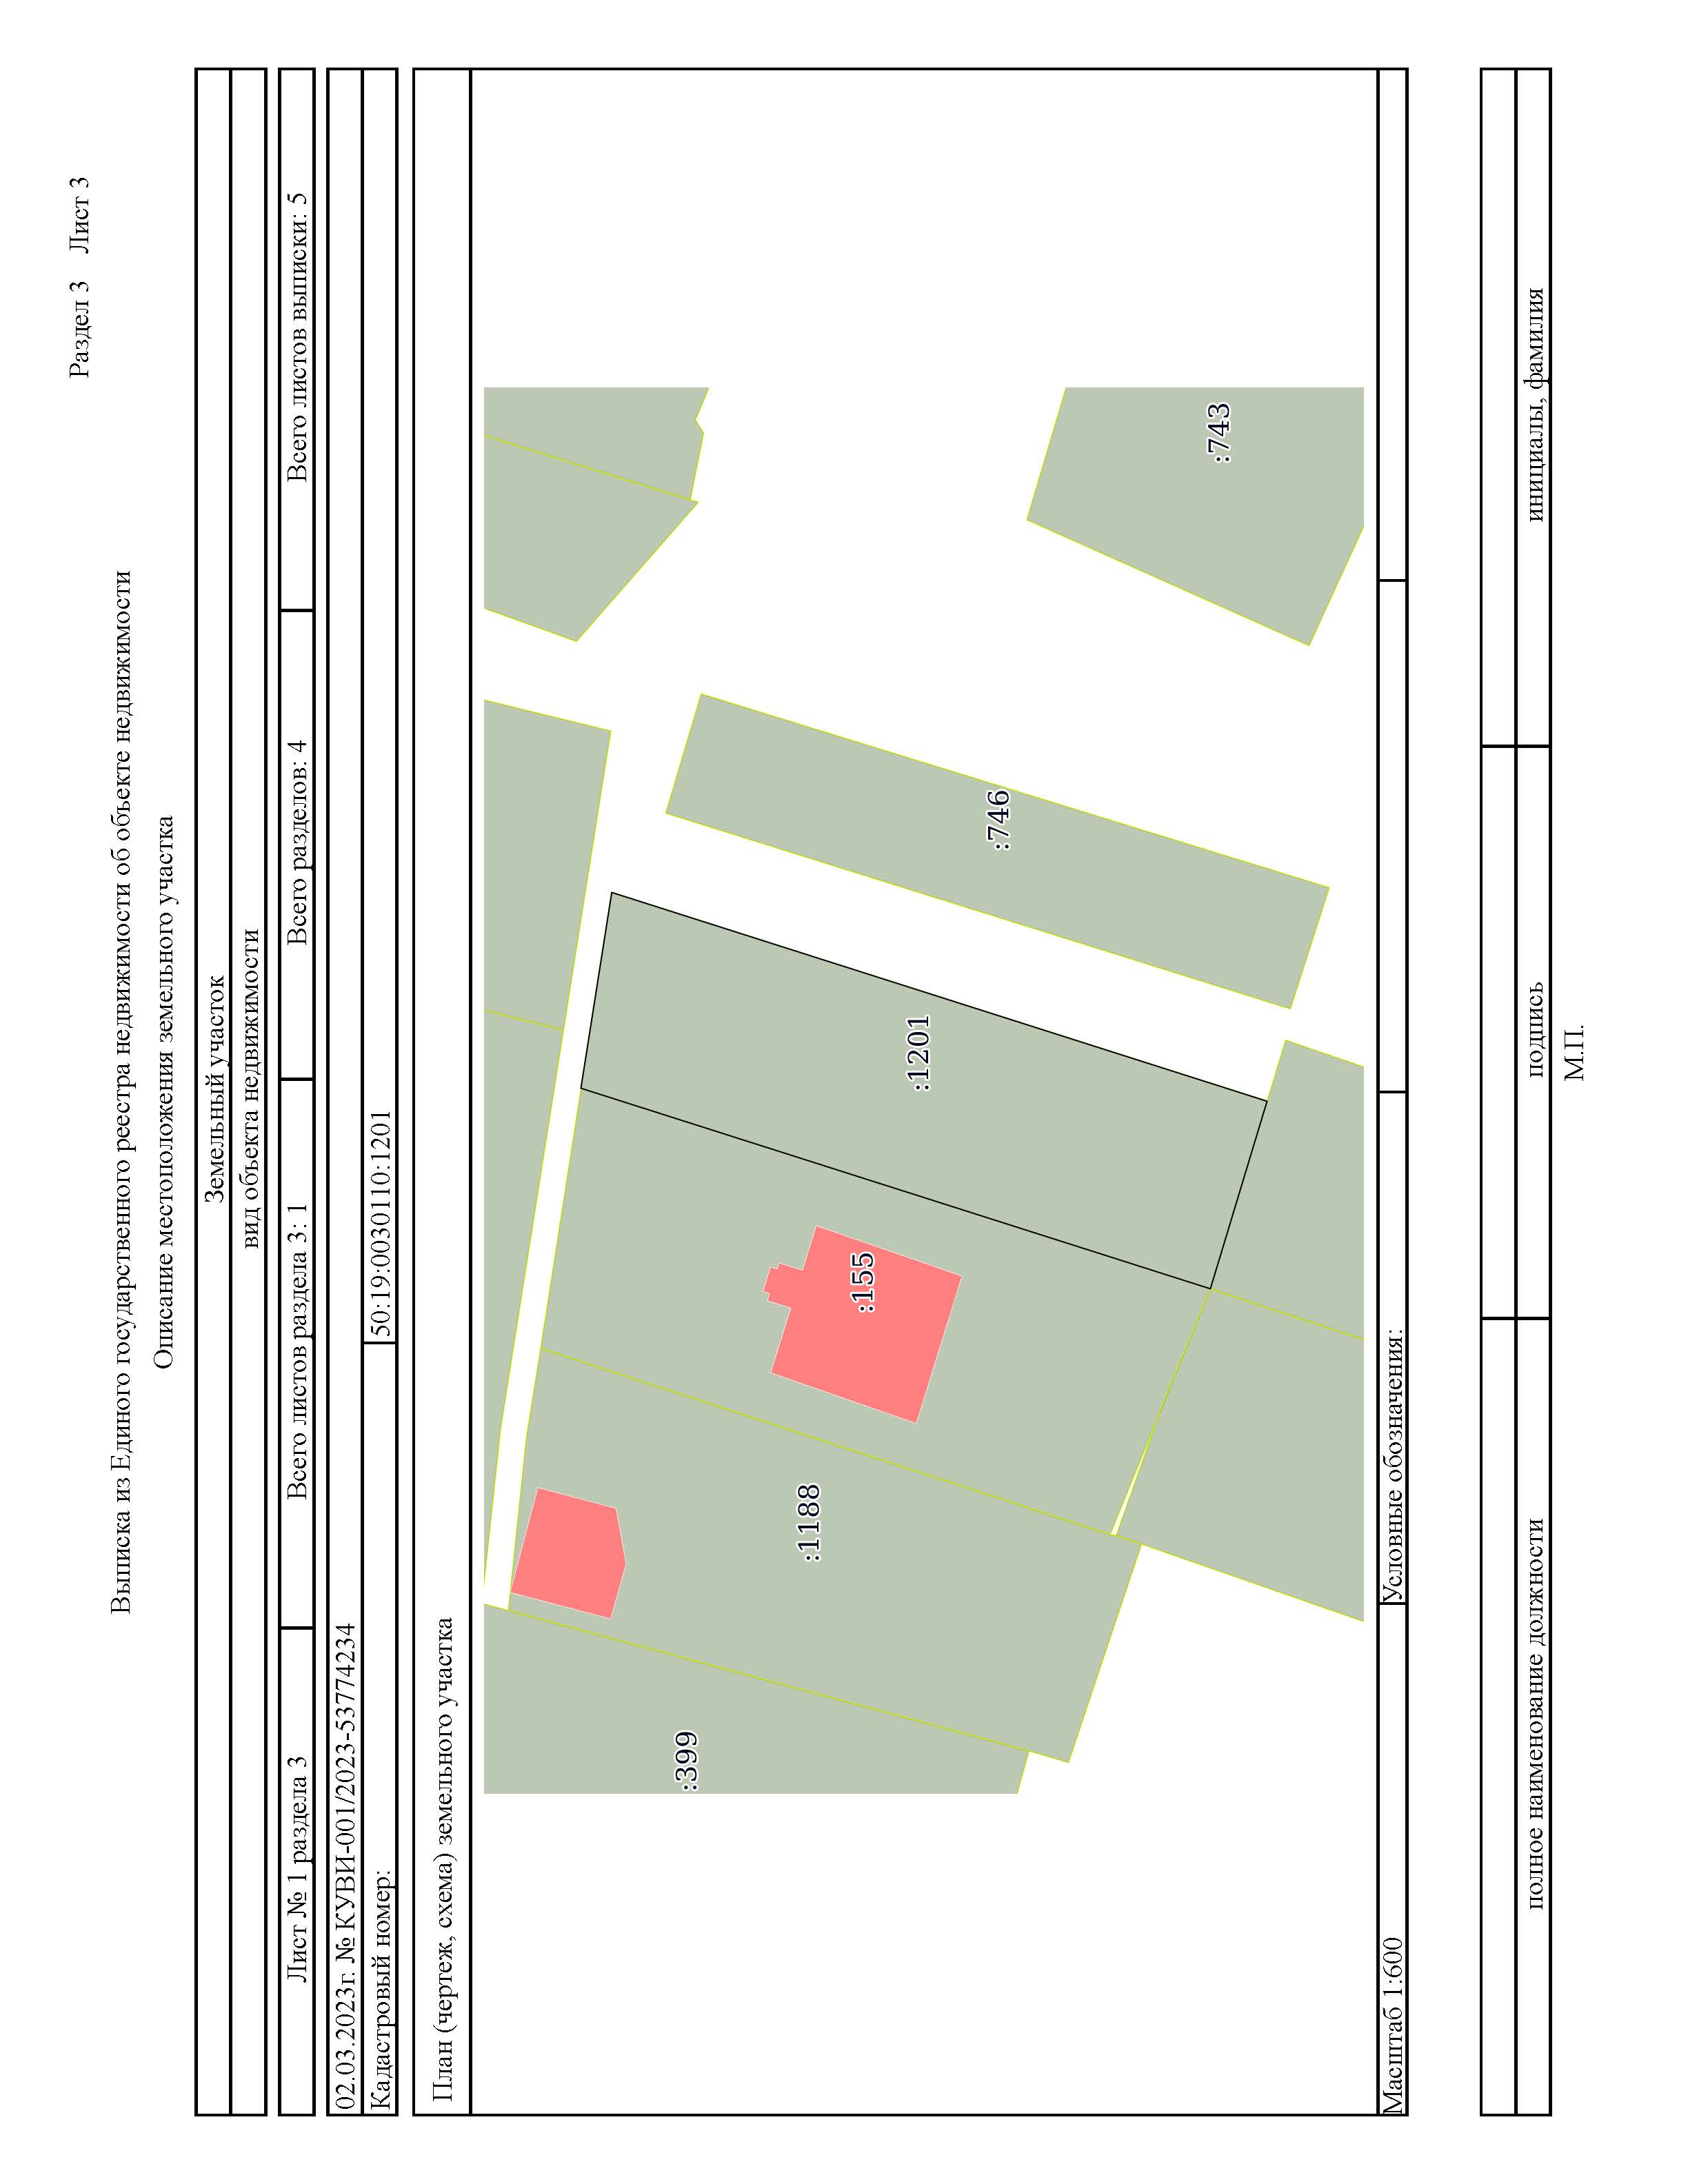 Раздел 3 Лист 3
Выписка из Единого государственного реестра недвижимости об объекте недвижимости
Описание местоположения земельного участка
Земельный участок
вид объекта недвижимости
Лист № 1 раздела 3 Всего листов раздела 3: 1 Всего разделов: 4 Всего листов выписки: 5
02.03.2023г. № КУВИ-001/2023-53774234
Кадастровый номер: 50:19:0030110:1201
План (чертеж, схема) земельного участка
:399
:1188
:155
:1201
:746
:743
Масштаб 1:600 Условные обозначения:
полное наименование должности подпись инициалы, фамилия
М.П.